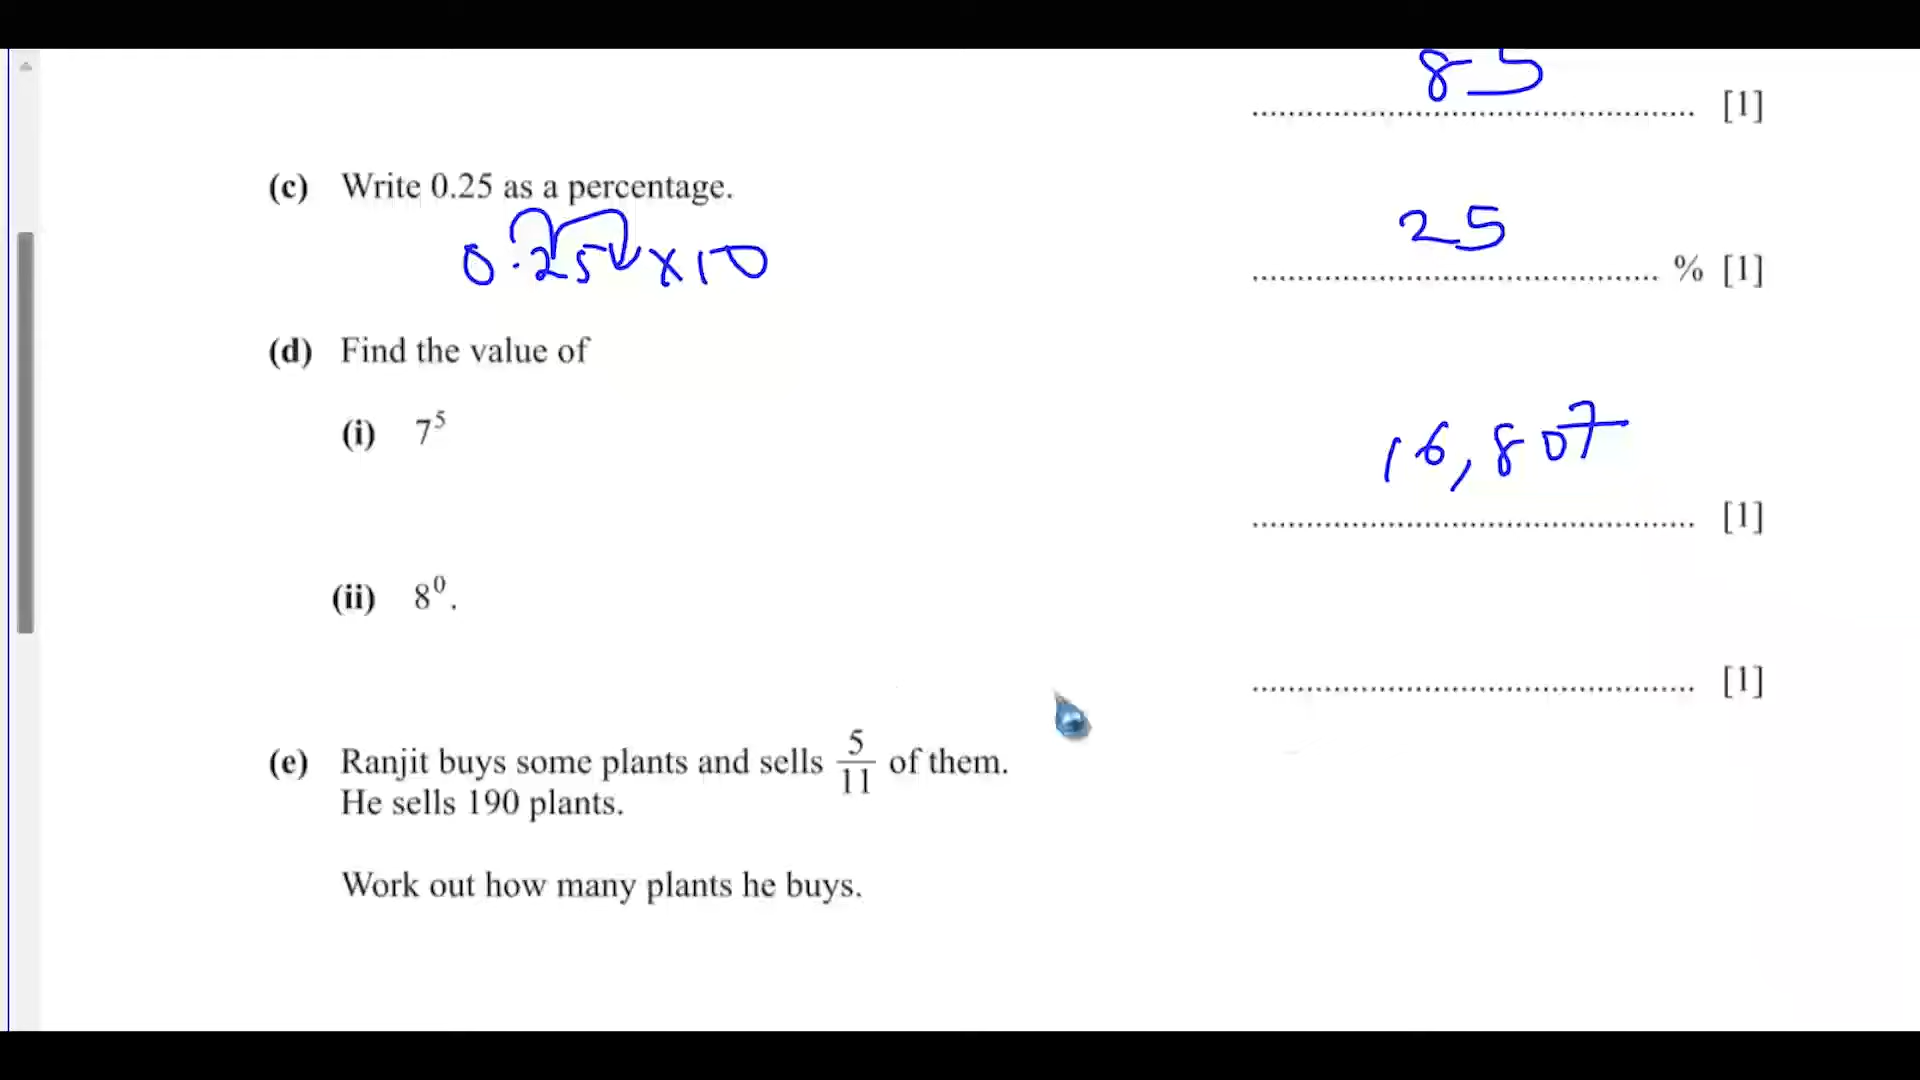 85
[1]
(c) Write 0.25 as a percentage.
25
0.25 x 10
% [1]
(d) Find the value of
(i) 7⁵
16,807
[1]
(ii) 8⁰.
[1]
(e) Ranjit buys some plants and sells 5/11 of them.
He sells 190 plants.
Work out how many plants he buys.